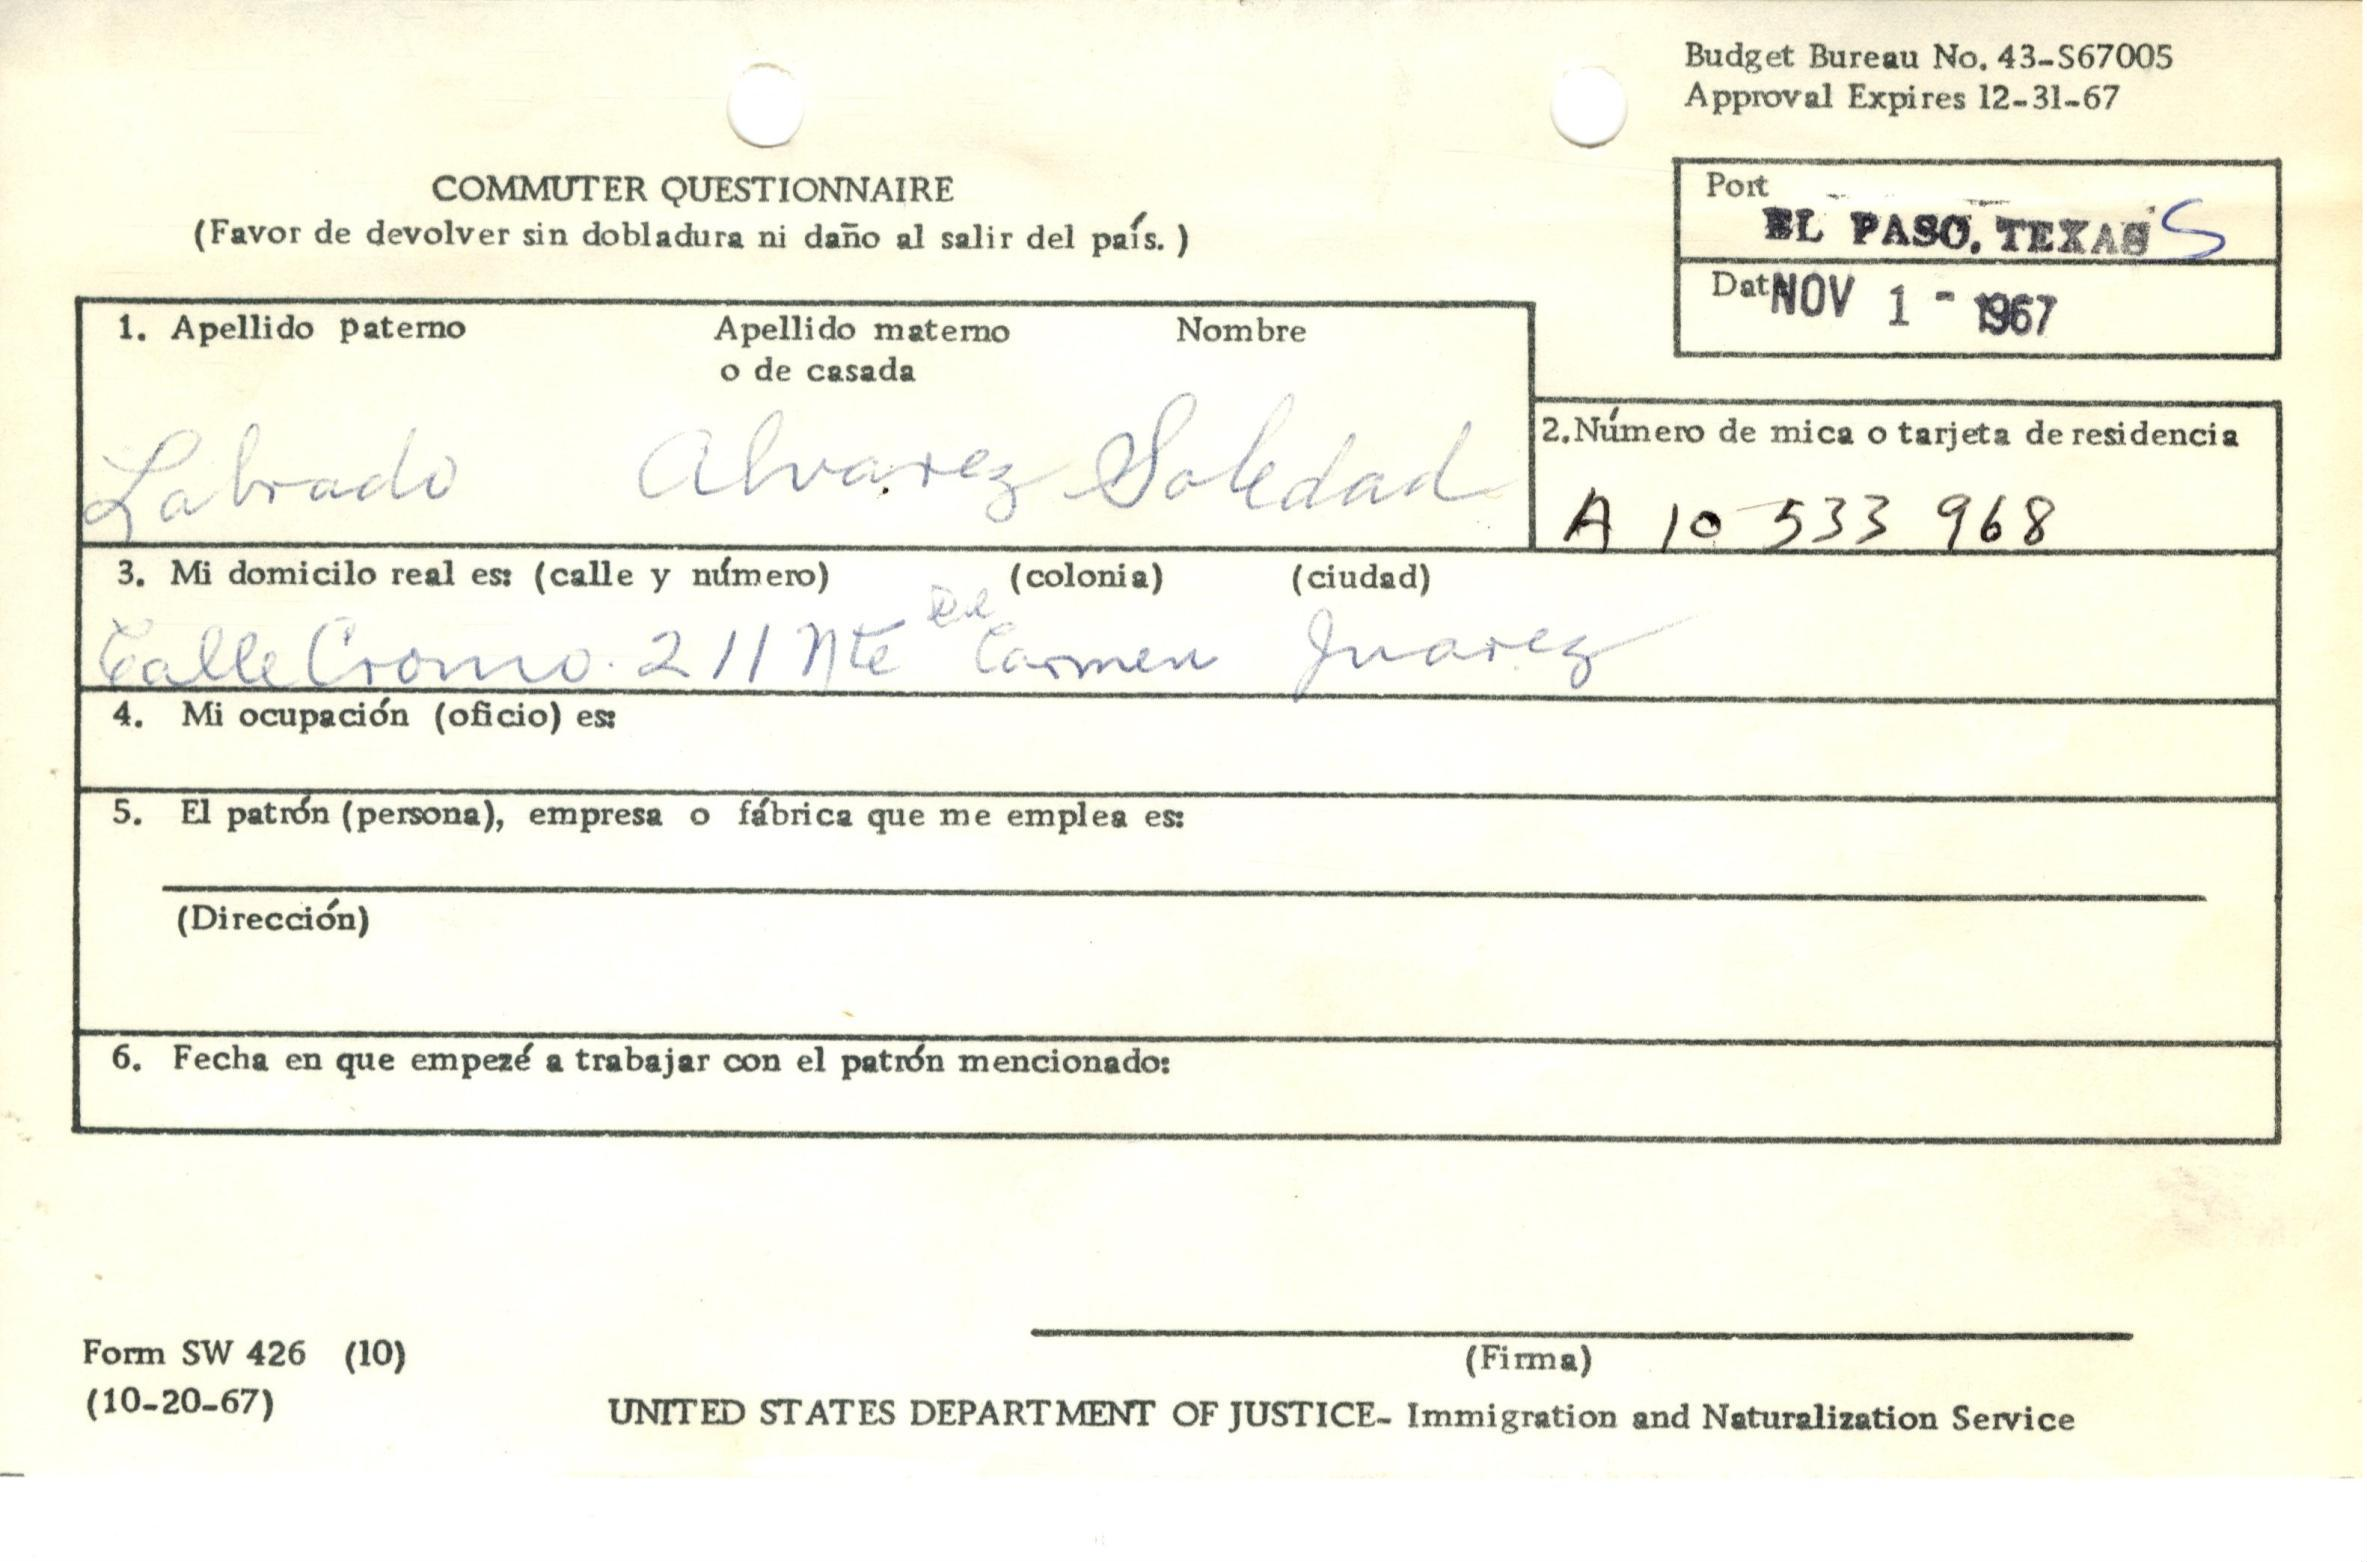 Budget Bureau No. 43-S67005
Approval Expires 12-31-67
COMMUTER QUESTIONNAIRE
(Favor de devolver sin dobladura ni daño al salir del país.)
Port
EL PASO, TEXAS S
Date NOV 1 - 1967
1. Apellido paterno Apellido materno Nombre
o de casada
Labrado Alvarez Soledad
2. Número de mica o tarjeta de residencia
A 10 533 968
3. Mi domicilo real es: (calle y número) (colonia) (ciudad)
Calle Cromo. 211 Nte del Carmen Juarez
4. Mi ocupación (oficio) es:
5. El patrón (persona), empresa o fábrica que me emplea es:
(Dirección)
6. Fecha en que empezé a trabajar con el patrón mencionado:
(Firma)
Form SW 426 (10)
(10-20-67)
UNITED STATES DEPARTMENT OF JUSTICE- Immigration and Naturalization Service